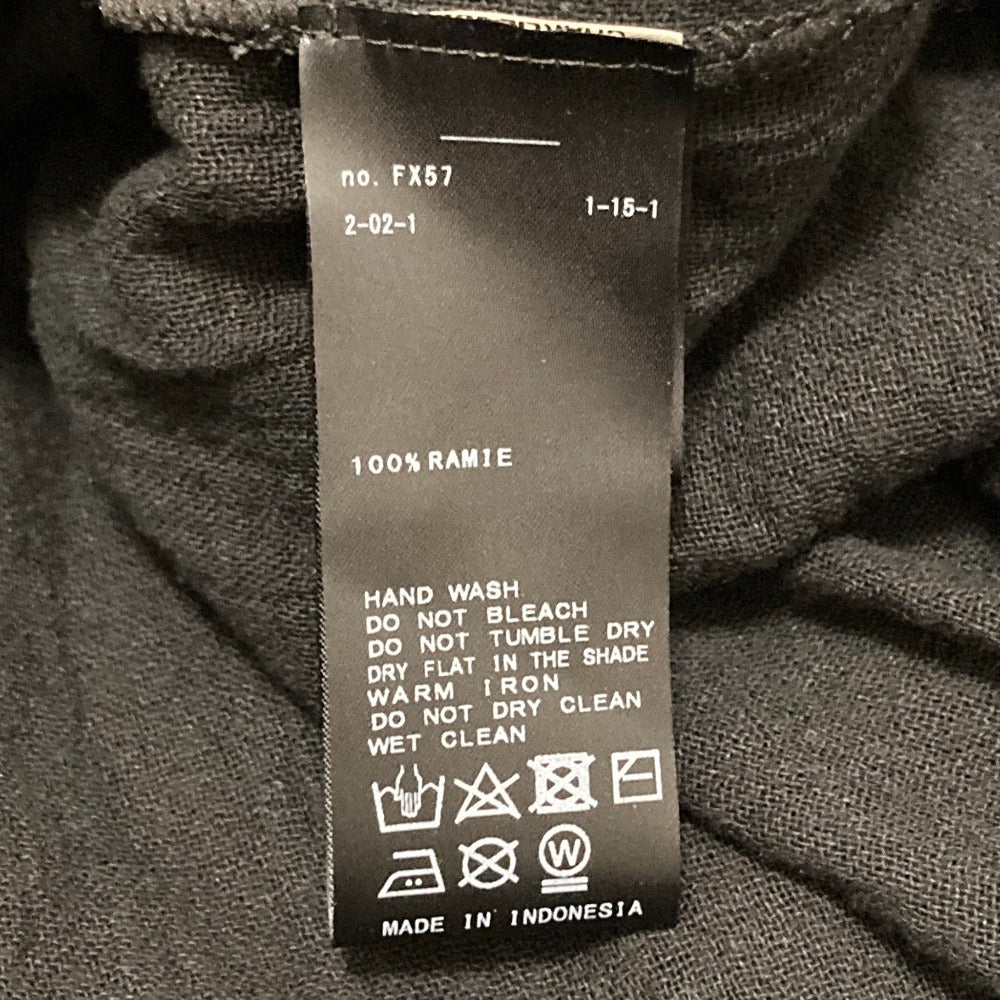 no. FX57
2-02-1
1-15-1
100% RAMIE
HAND WASH
DO NOT BLEACH
DO NOT TUMBLE DRY
DRY FLAT IN THE SHADE
WARM IRON
DO NOT DRY CLEAN
WET CLEAN
W
MADE IN INDONESIA